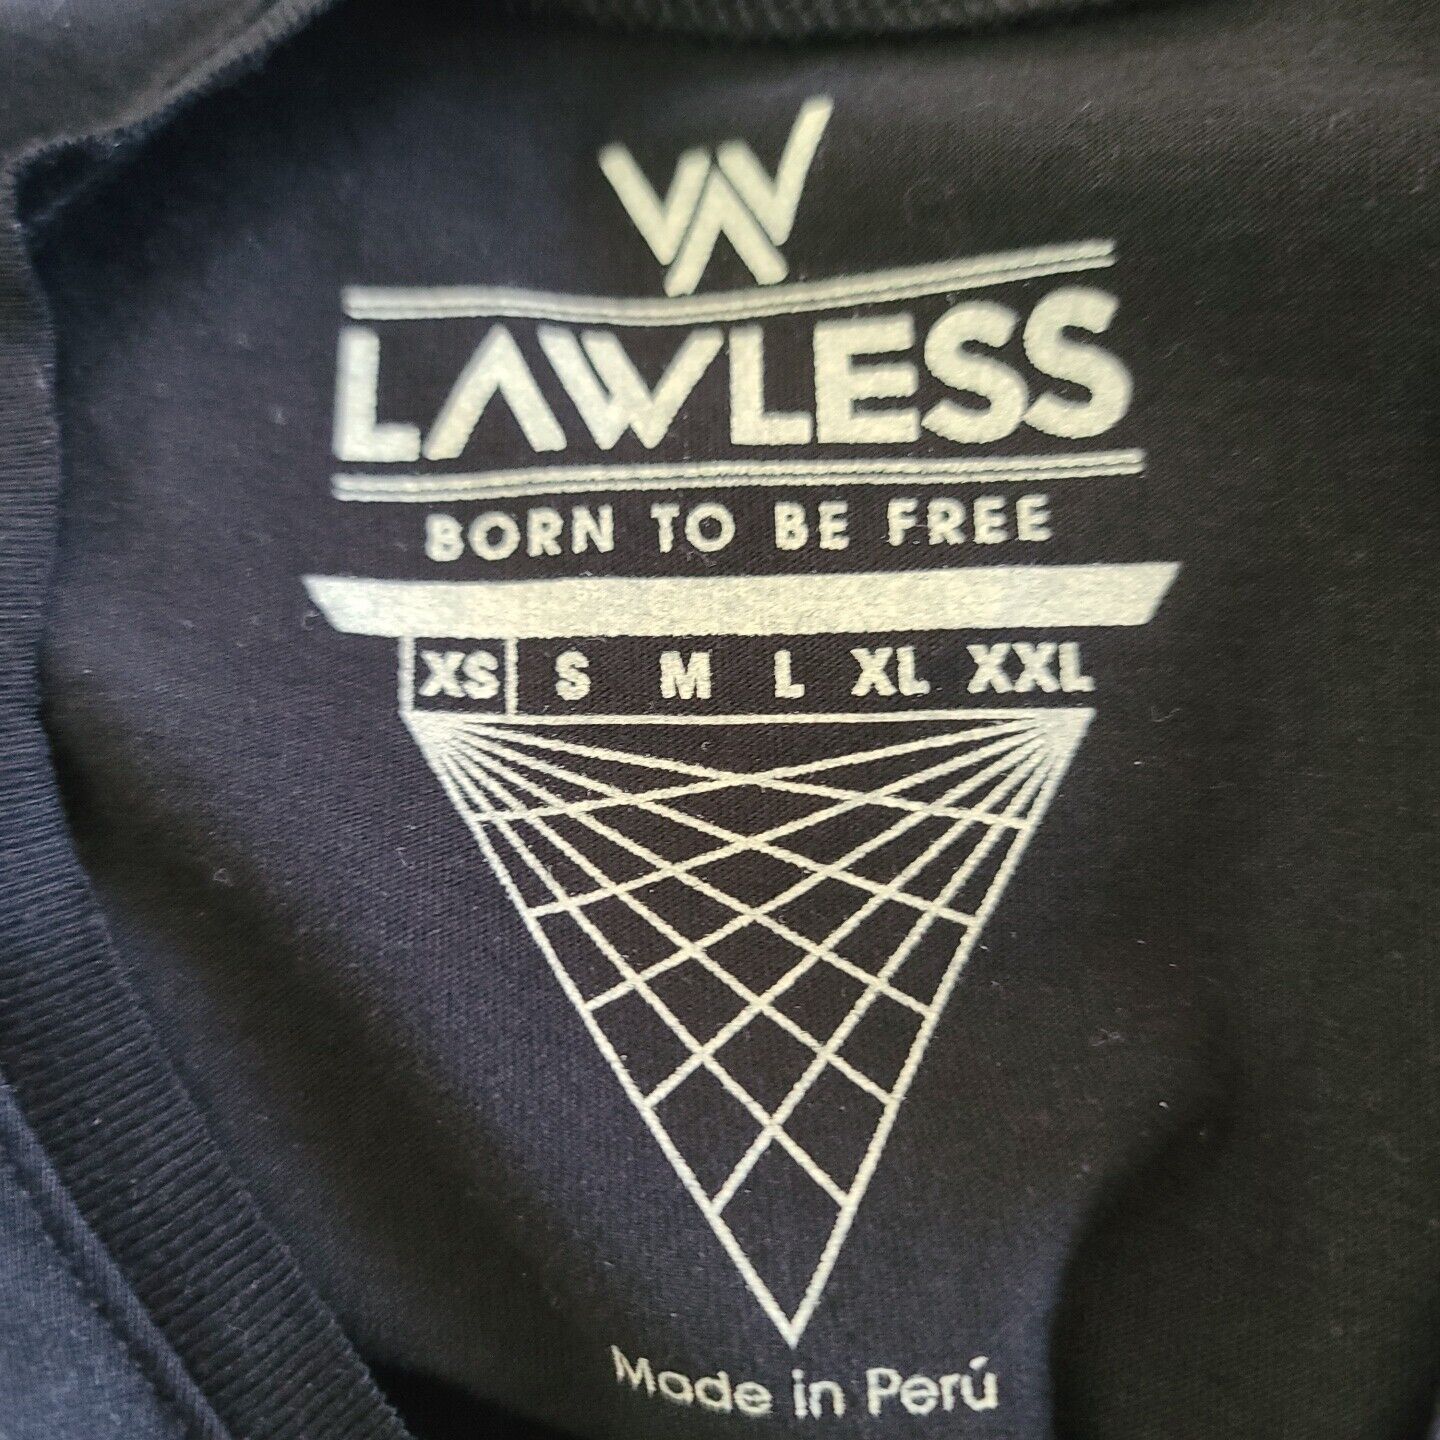 LAWLESS
BORN TO BE FREE
XS S M L XL XXL
Made in Perú